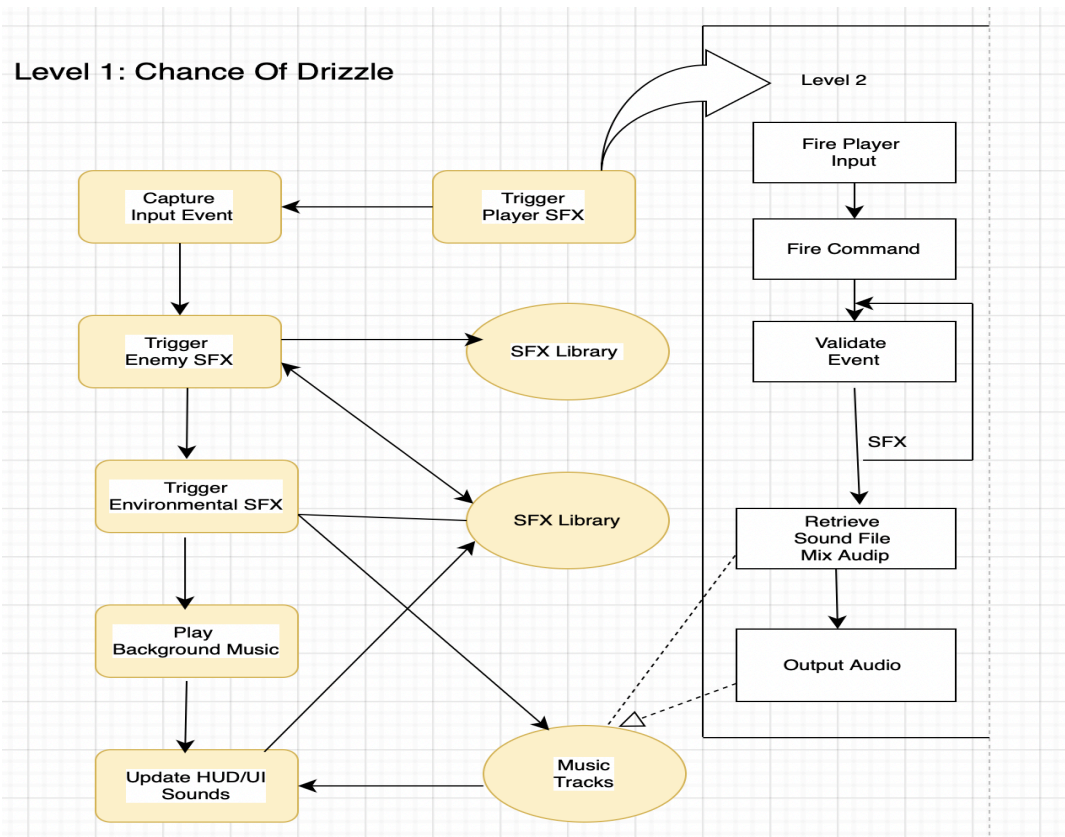 Level 1: Chance Of Drizzle
Level 2
Fire Player
Input
Capture
Input Event
Trigger
Player SFX
Fire Command
Trigger
Enemy SFX
SFX Library
Validate
Event
SFX
Trigger
Environmental SFX
SFX Library
Retrieve
Sound File
Mix Audip
Play
Background Music
Output Audio
Update HUD/UI
Sounds
Music
Tracks